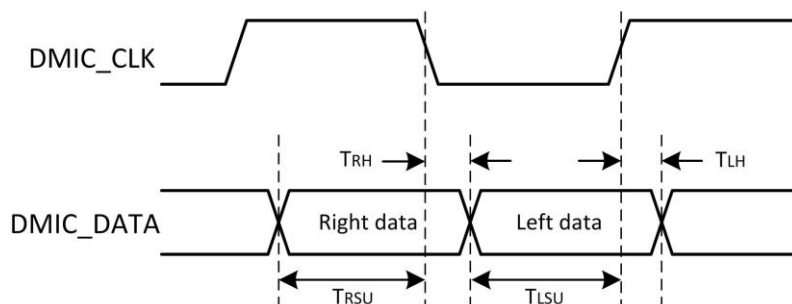 DMIC_CLK
TRH
TLH
DMIC_DATA
Right data
Left data
TRSU
TLSU